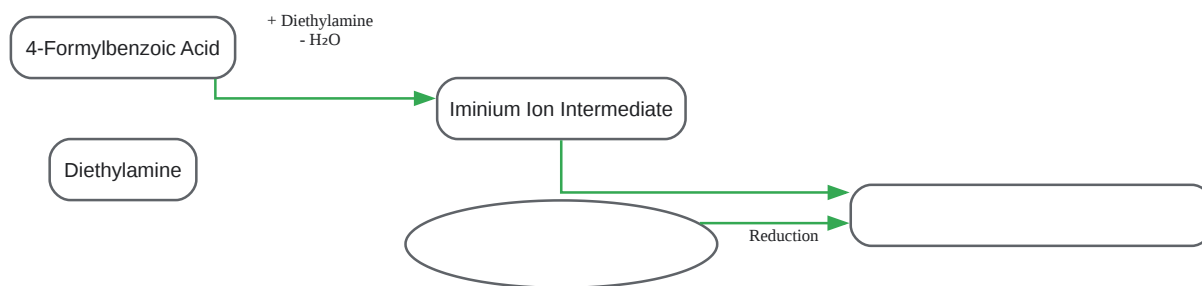 4-Formylbenzoic Acid
+ Diethylamine
- H₂O
Iminium Ion Intermediate
Diethylamine
Reduction